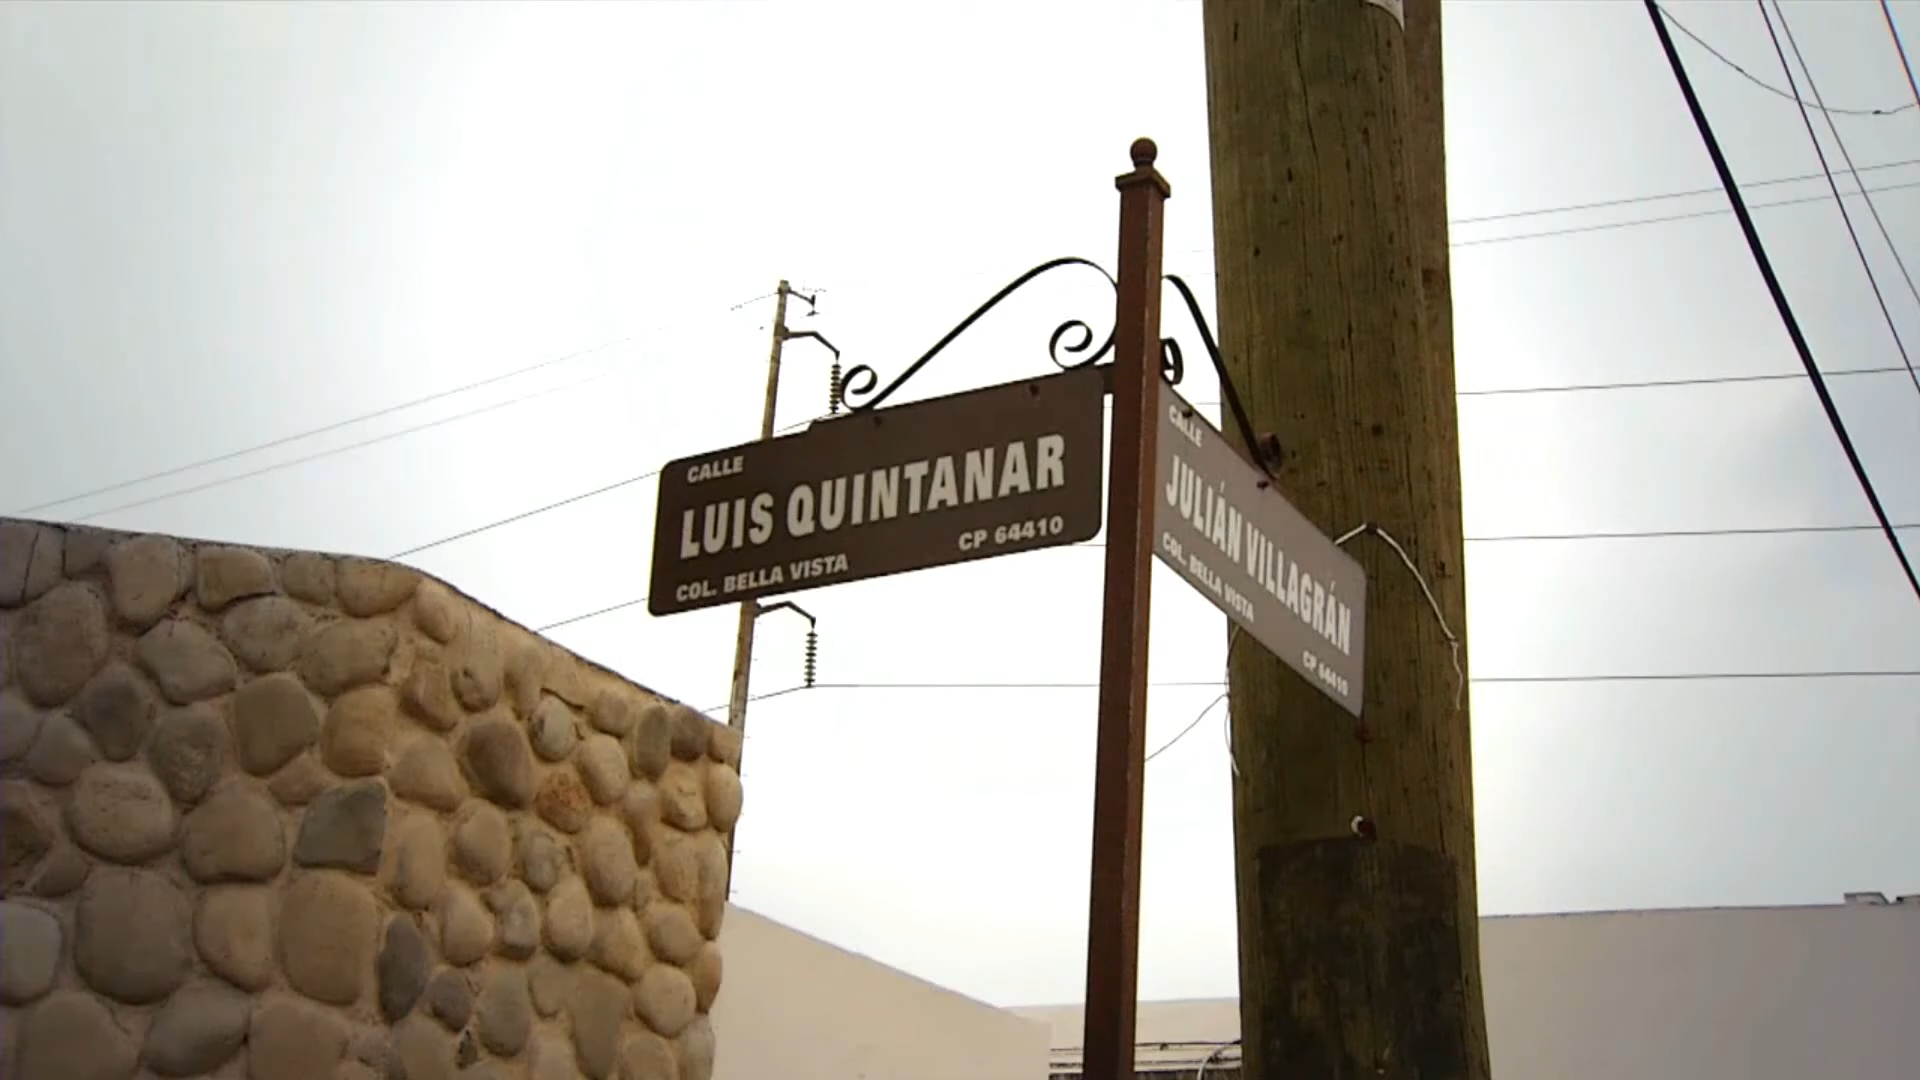 CALLE
LUIS QUINTANAR
COL. BELLA VISTA
CP 64410
CALLE
JULIÁN VILLAGRÁN
COL. BELLA VISTA
CP 64410